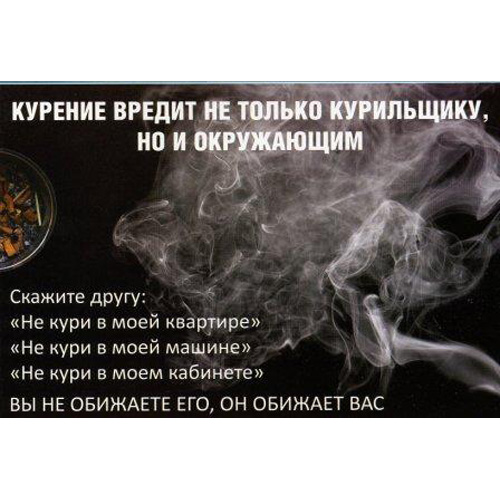 КУРЕНИЕ ВРЕДИТ НЕ ТОЛЬКО КУРИЛЬЩИКУ,
НО И ОКРУЖАЮЩИМ
Скажите другу:
«Не кури в моей квартире»
«Не кури в моей машине»
«Не кури в моем кабинете»
ВЫ НЕ ОБИЖАЕТЕ ЕГО, ОН ОБИЖАЕТ ВАС